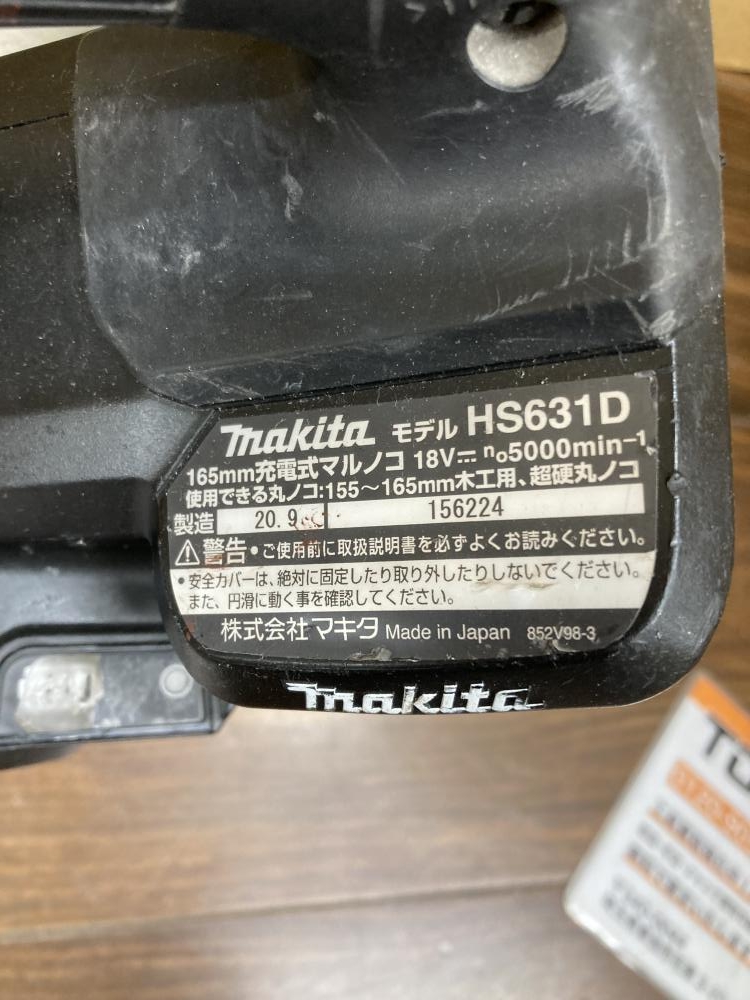 makita モデル HS631D
165mm充電式マルノコ 18V⎓ n₀5000min⁻¹
使用できる丸ノコ:155～165mm木工用、超硬丸ノコ
製造 20.9 156224
⚠警告・ご使用前に取扱説明書を必ずよくお読みください。
・安全カバーは、絶対に固定したり取り外したりしないでください。
また、円滑に動く事を確認してください。
株式会社マキタ Made in Japan 852V98-3
makita